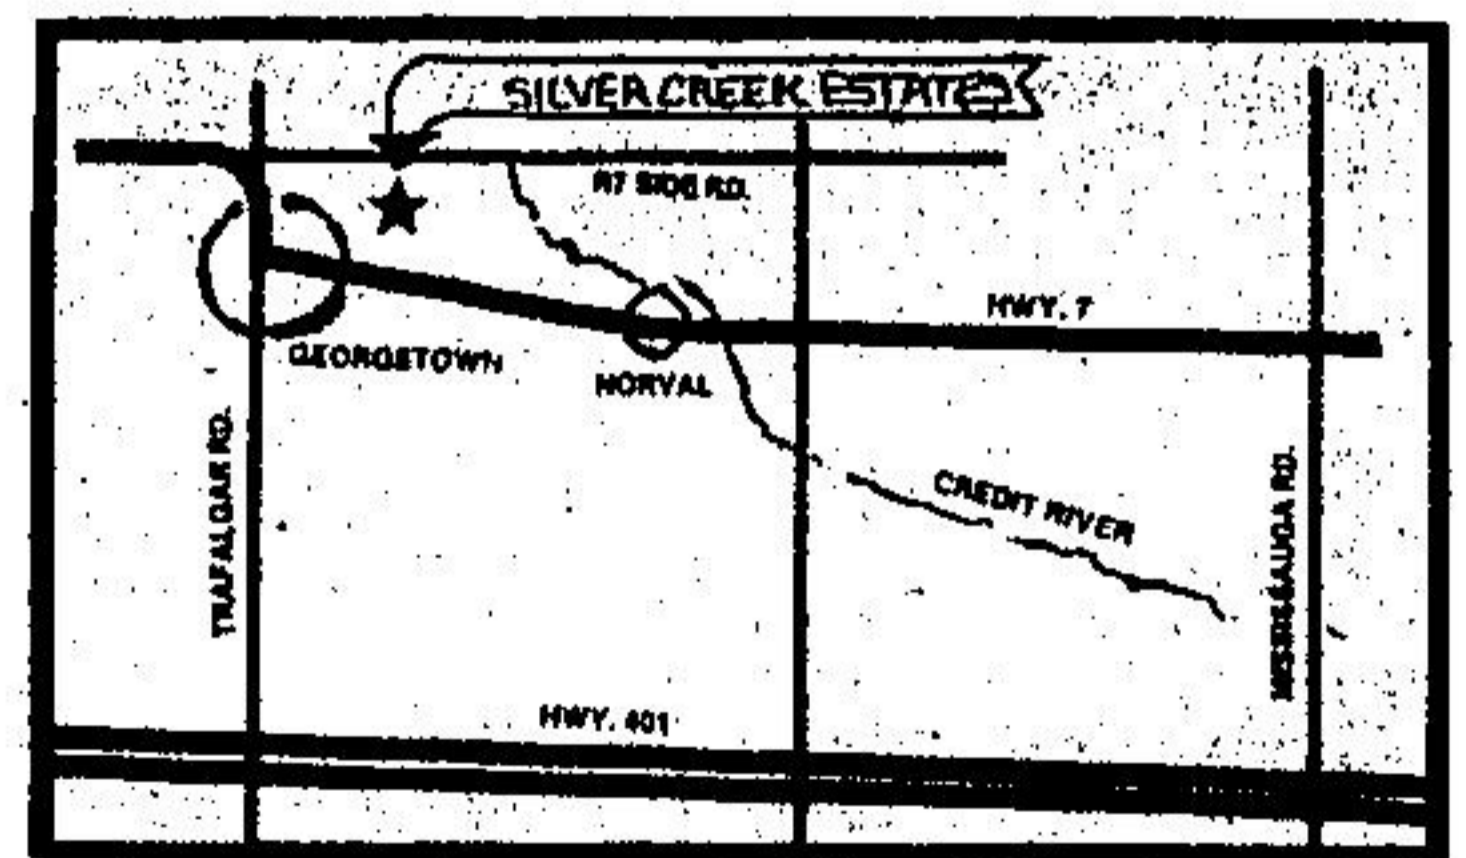 SILVER CREEK ESTATES
SIDE RD.
HWY. 7
GEORGETOWN
NORVAL
TRAFALGAR RD.
CREDIT RIVER
MISSISSAUGA RD.
HWY. 401